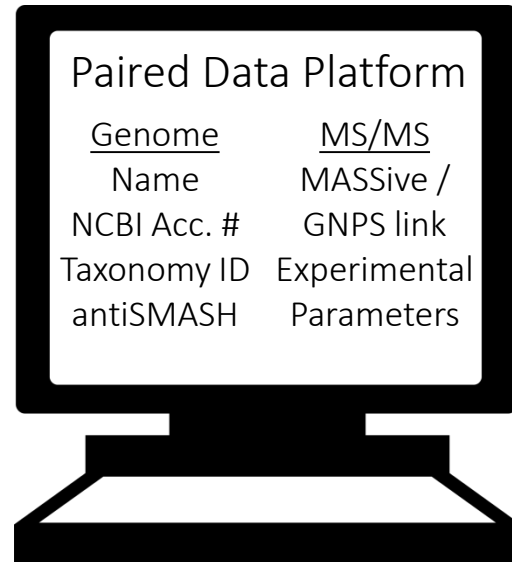 Paired Data Platform
Genome
Name
NCBI Acc. #
Taxonomy ID
antiSMASH
MS/MS
MASSive /
GNPS link
Experimental
Parameters